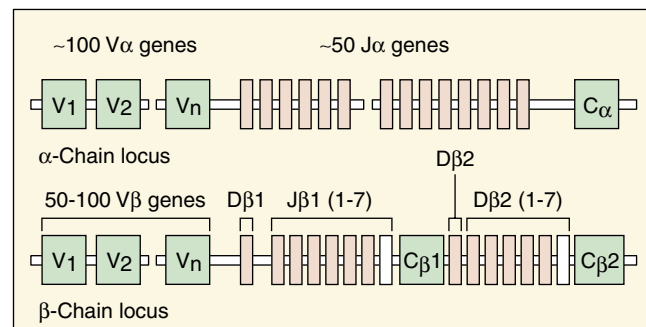 ~100 Vα genes ~50 Jα genes
V1 V2 Vn Cα
α-Chain locus
Dβ2
50-100 Vβ genes Dβ1 Jβ1 (1-7) Dβ2 (1-7)
V1 V2 Vn Cβ1 Cβ2
β-Chain locus